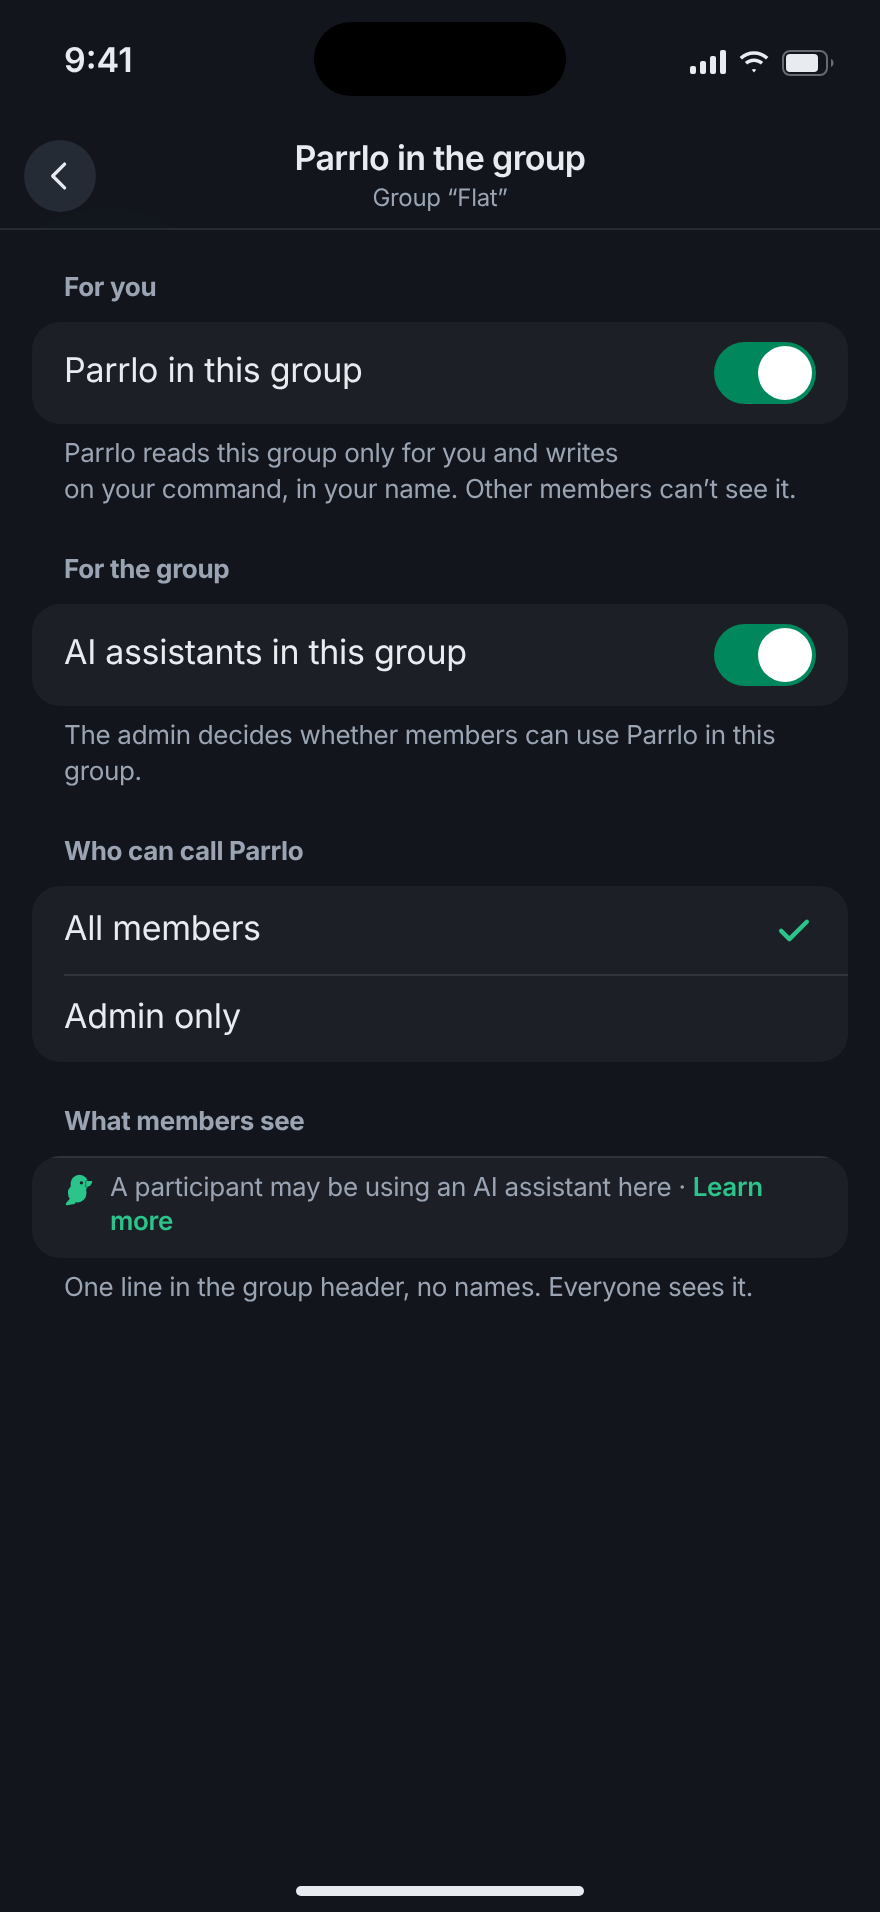 9:41
Parrlo in the group
Group “Flat”
For you
Parrlo in this group
Parrlo reads this group only for you and writes
on your command, in your name. Other members can’t see it.
For the group
AI assistants in this group
The admin decides whether members can use Parrlo in this
group.
Who can call Parrlo
All members
Admin only
What members see
A participant may be using an AI assistant here · Learn
more
One line in the group header, no names. Everyone sees it.